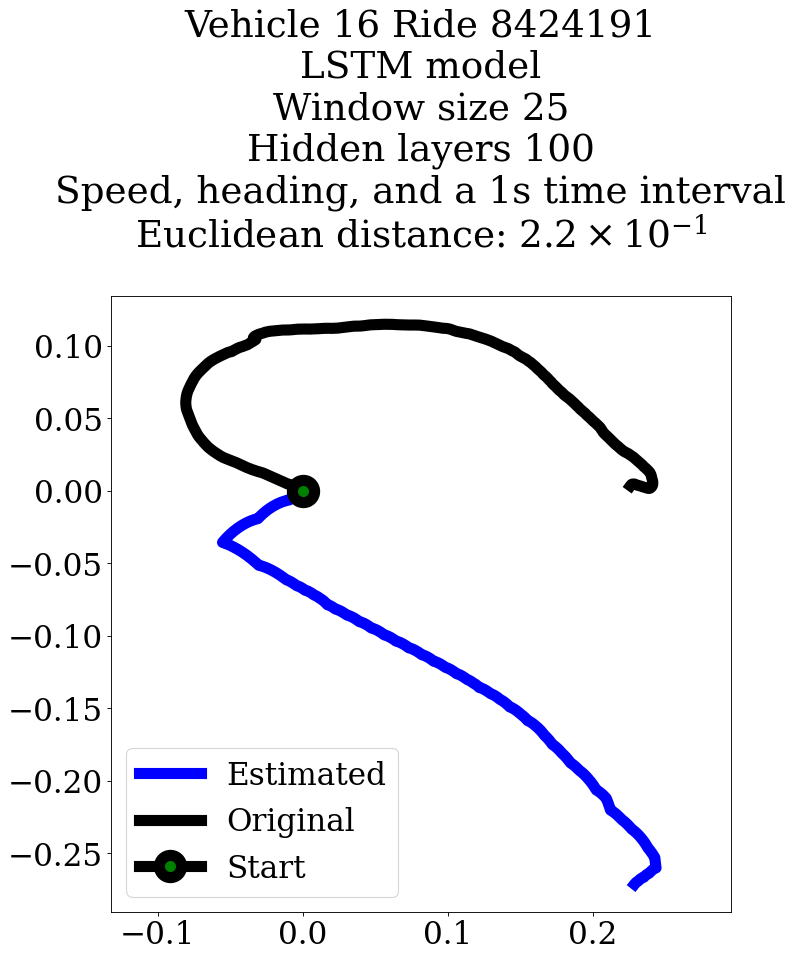 Vehicle 16 Ride 8424191
LSTM model
Window size 25
Hidden layers 100
Speed, heading, and a 1s time interval
Euclidean distance: 2.2 × 10⁻¹
0.10
0.05
0.00
−0.05
−0.10
−0.15
−0.20
−0.25
Estimated
Original
Start
−0.1 0.0 0.1 0.2